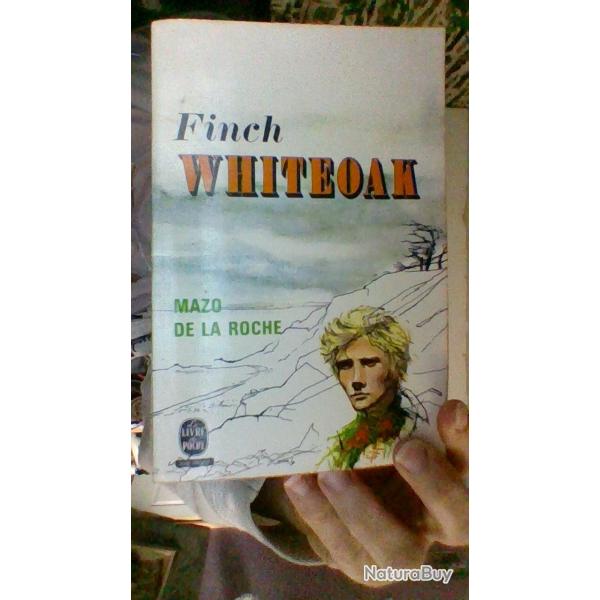 Finch
WHITEOAK
MAZO
DE LA ROCHE
Le
LIVRE
de
POCHE
NaturaBuy